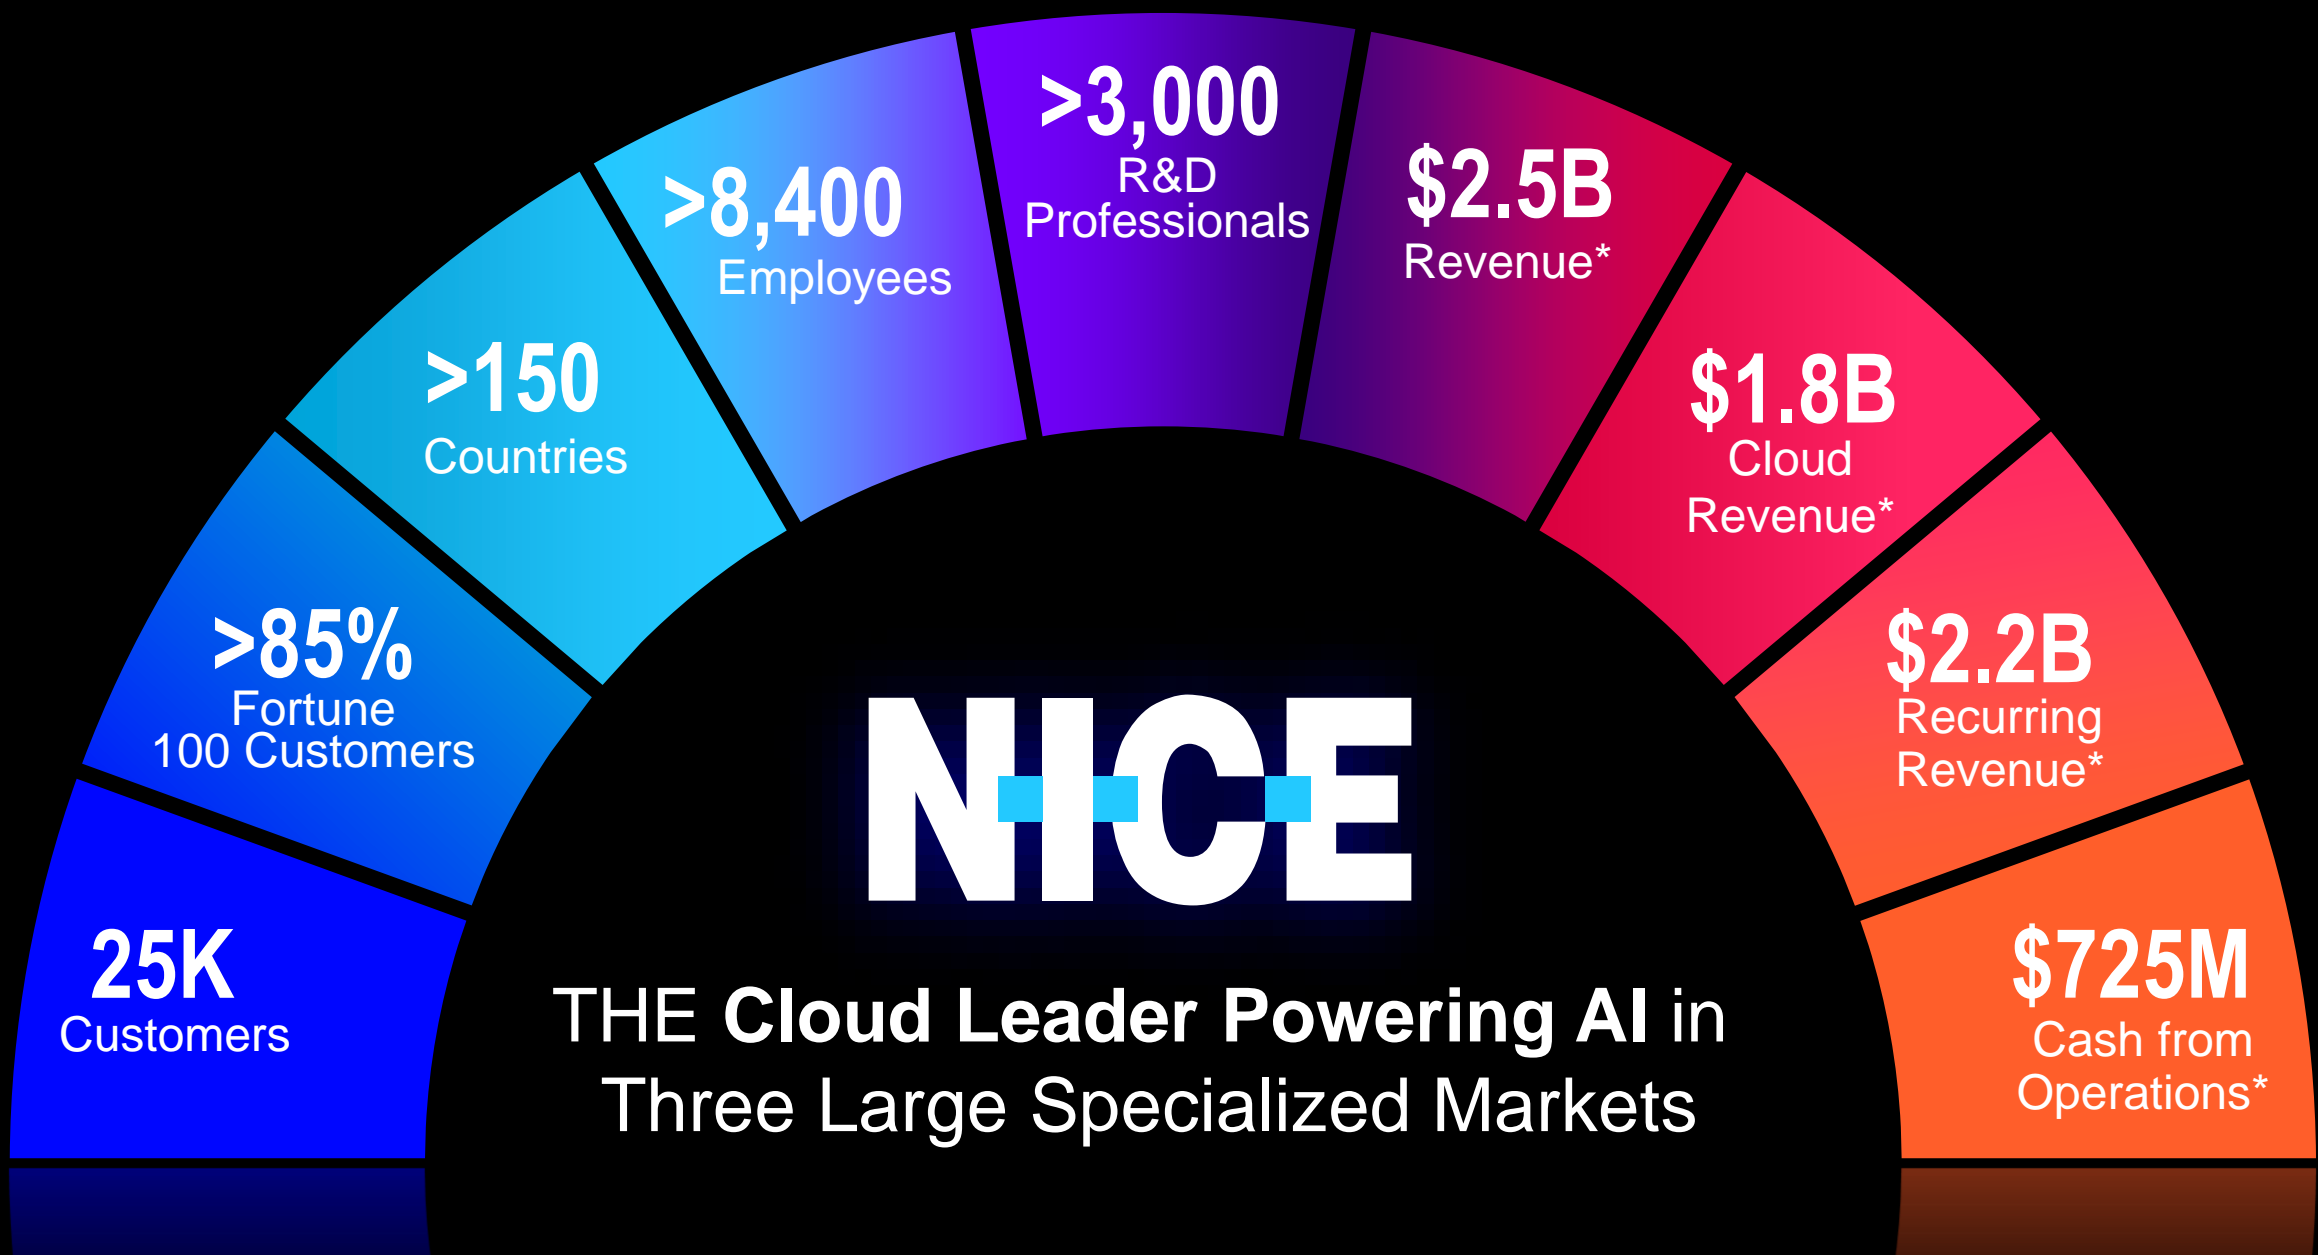 25K
Customers
>85%
Fortune
100 Customers
>150
Countries
>8,400
Employees
>3,000
R&D
Professionals
$2.5B
Revenue*
$1.8B
Cloud
Revenue*
$2.2B
Recurring
Revenue*
$725M
Cash from
Operations*
NICE
THE Cloud Leader Powering AI in
Three Large Specialized Markets